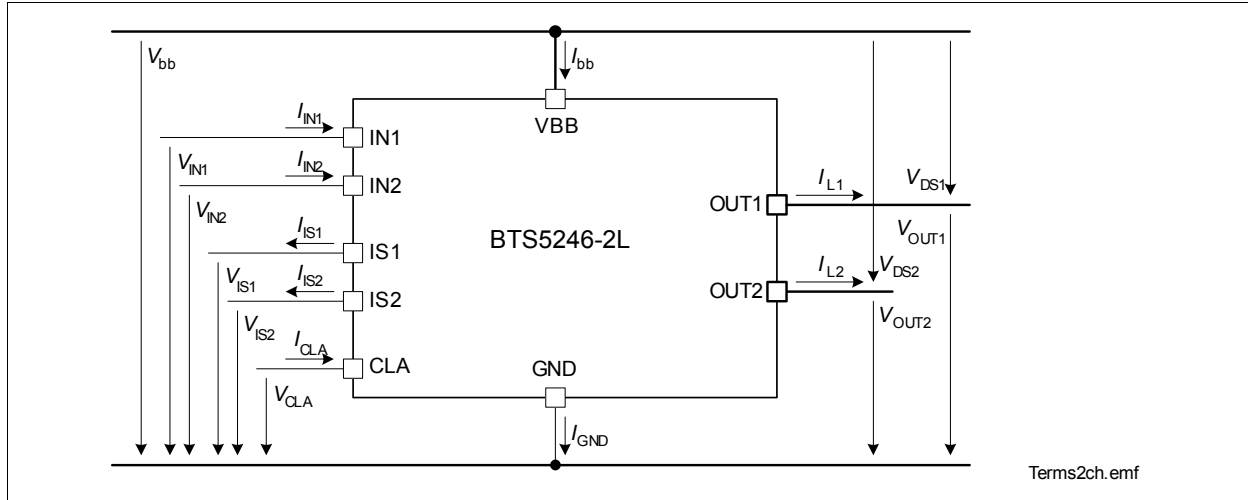 Vbb
Ibb
VBB
IIN1
IN1
VIN1
IIN2
IN2
VIN2
IIS1
IS1
VIS1
IIS2
IS2
VIS2
ICLA
CLA
VCLA
BTS5246-2L
OUT1
IL1
VDS1
VOUT1
OUT2
IL2
VDS2
VOUT2
GND
IGND
Terms2ch.emf